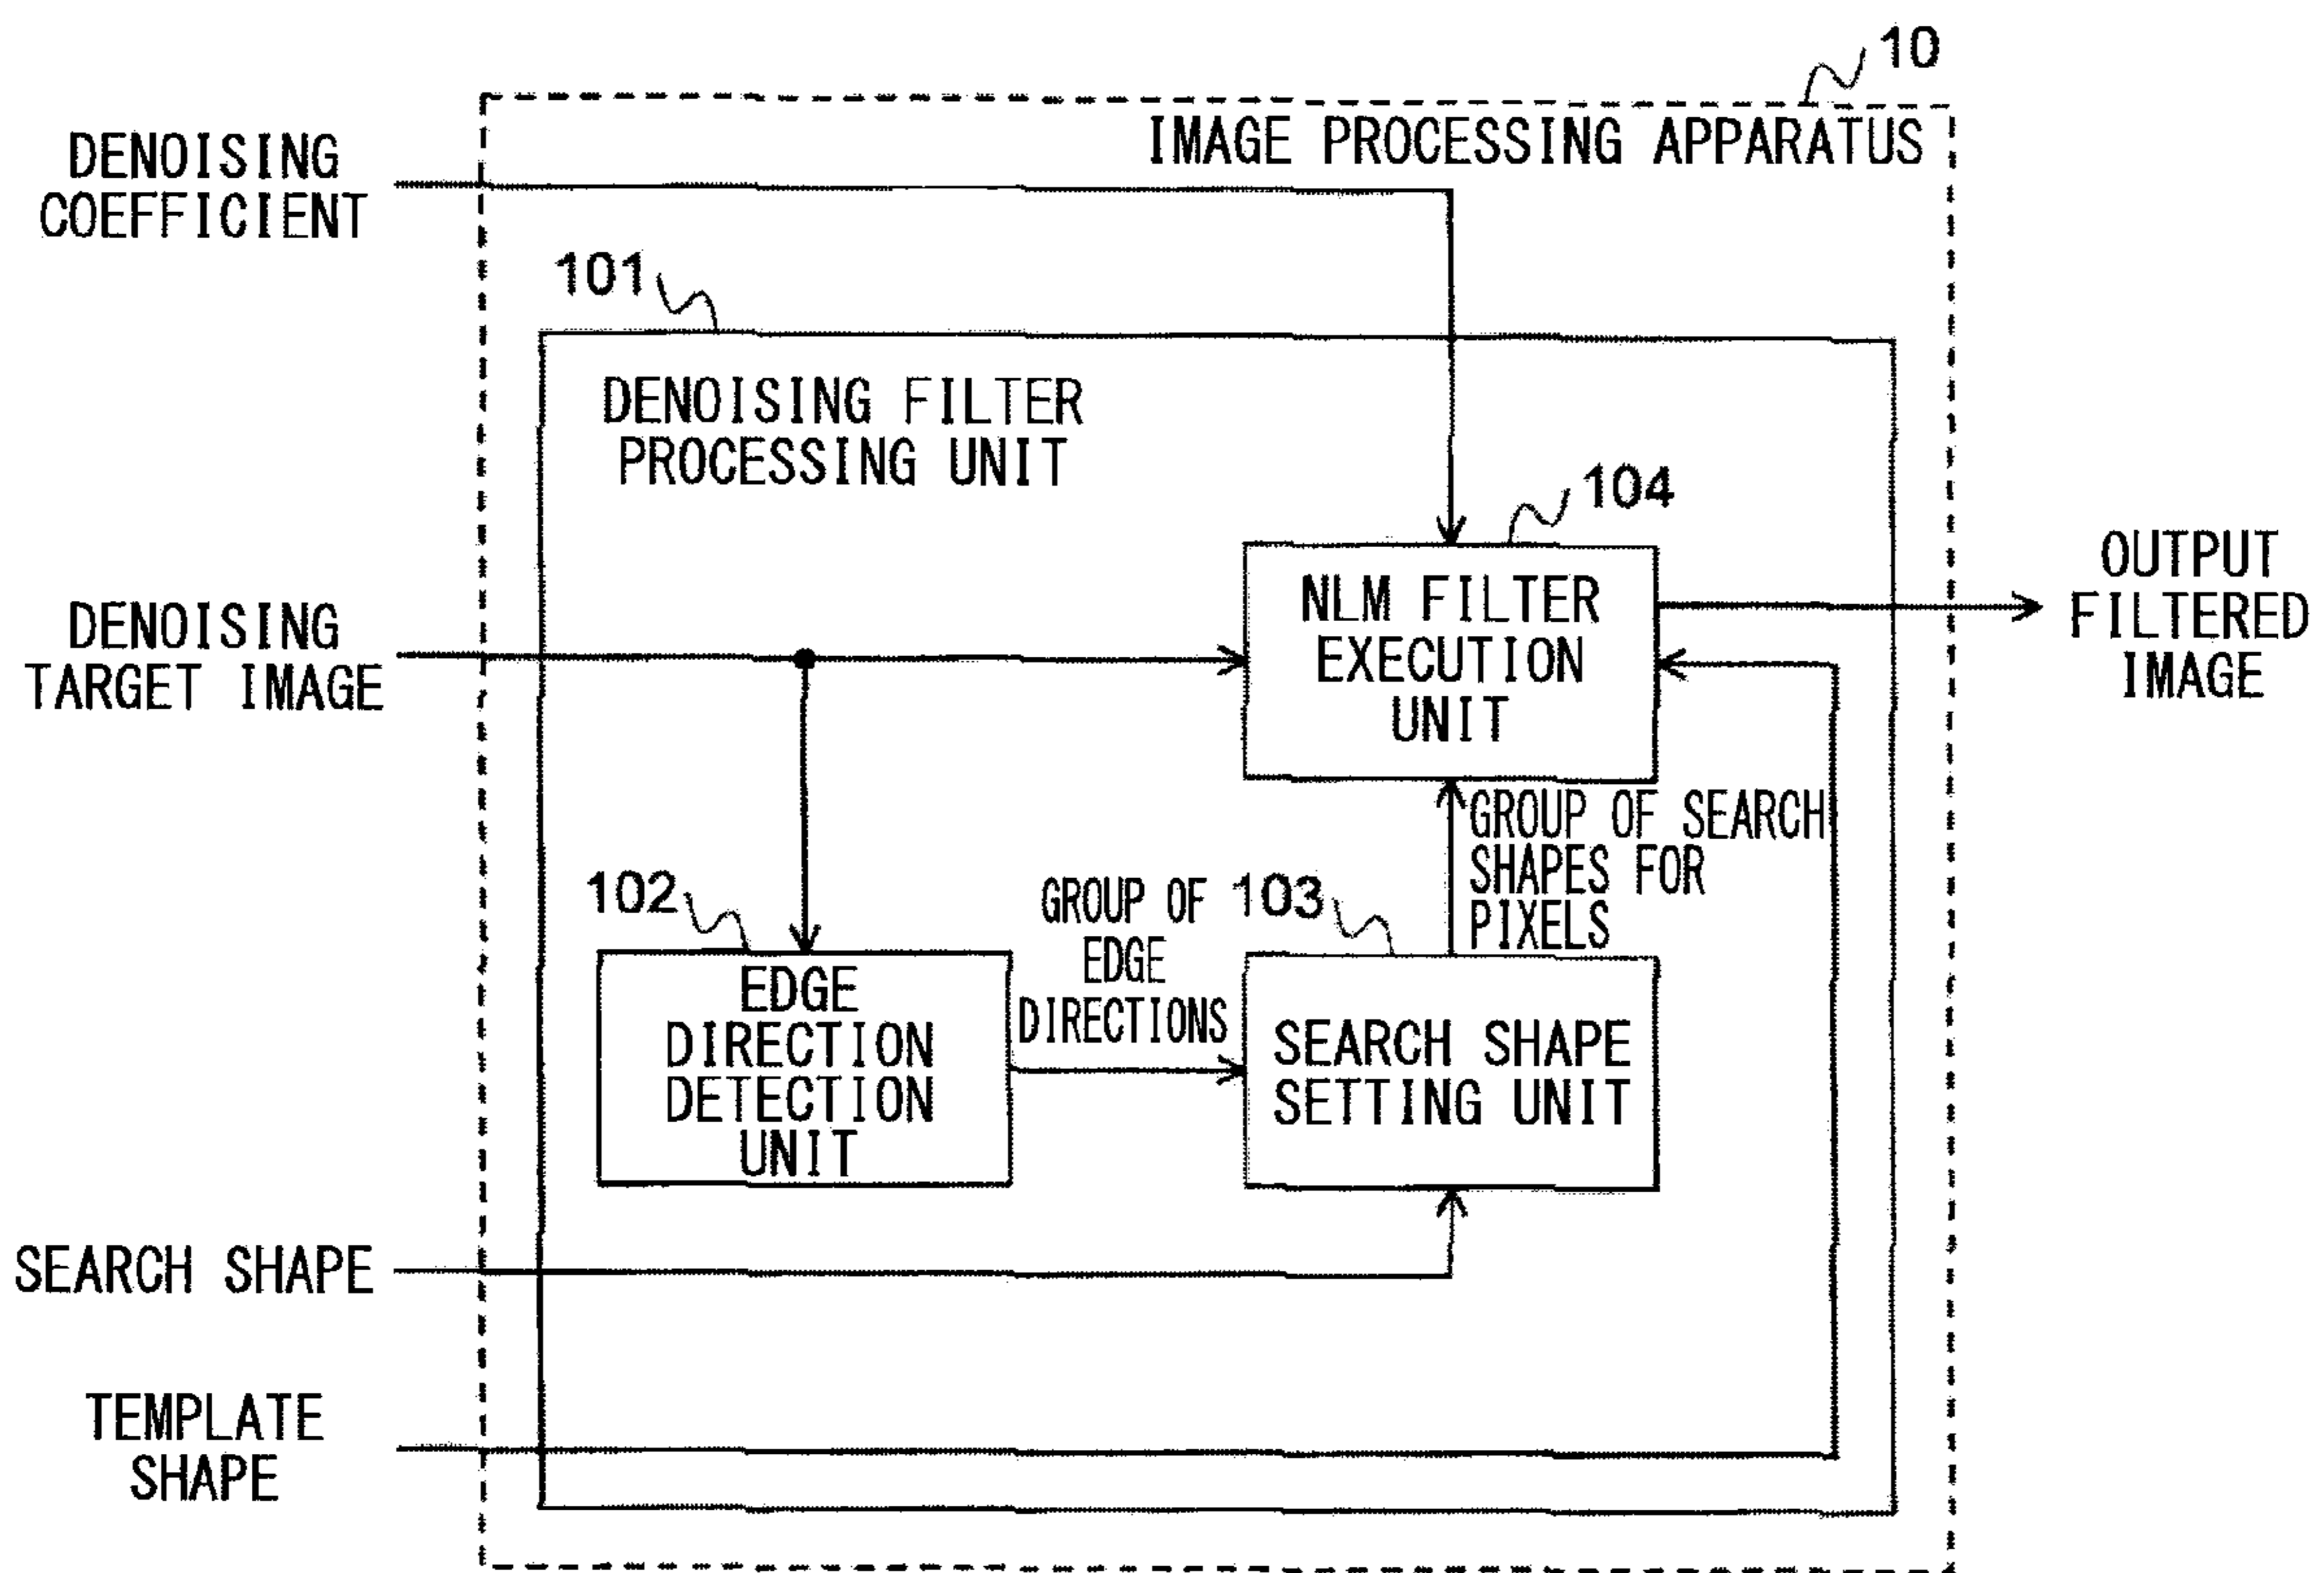 10
IMAGE PROCESSING APPARATUS
DENOISING
COEFFICIENT
101
DENOISING FILTER
PROCESSING UNIT
104
NLM FILTER
EXECUTION
UNIT
OUTPUT
FILTERED
IMAGE
DENOISING
TARGET IMAGE
GROUP OF SEARCH
SHAPES FOR
PIXELS
102
GROUP OF
EDGE
DIRECTIONS
103
EDGE
DIRECTION
DETECTION
UNIT
SEARCH SHAPE
SETTING UNIT
SEARCH SHAPE
TEMPLATE
SHAPE